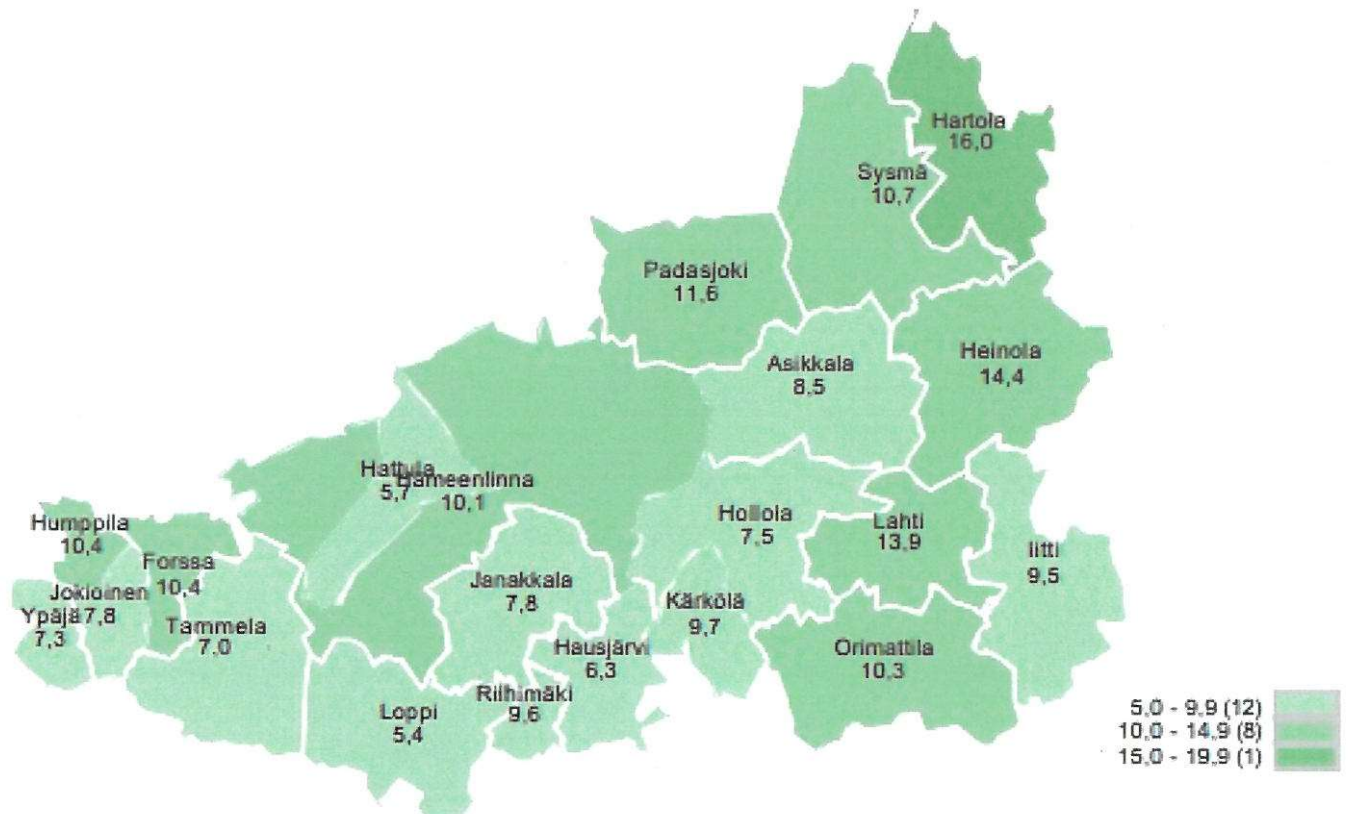 Hartola
16,0
Sysmä
10,7
Padasjoki
11,6
Heinola
14,4
Asikkala
8,5
Hattula
5,7
Hämeenlinna
10,1
Hollola
7,5
Lahti
13,9
Iitti
9,5
Humppila
10,4
Forssa
10,4
Jokioinen
7,8
Ypäjä
7,3
Tammela
7,0
Janakkala
7,8
Kärkölä
9,7
Hausjärvi
6,3
Orimattila
10,3
Riihimäki
9,6
Loppi
5,4
5,0 - 9,9 (12)
10,0 - 14,9 (8)
15,0 - 19,9 (1)